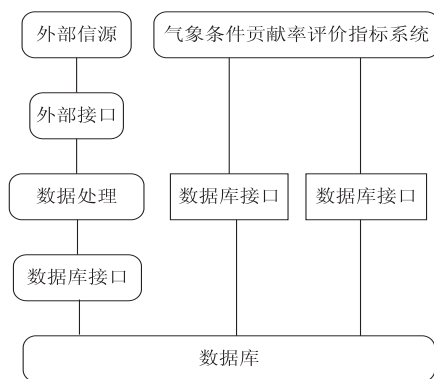 外部信源
气象条件贡献率评价指标系统
外部接口
数据处理
数据库接口
数据库接口
数据库接口
数据库